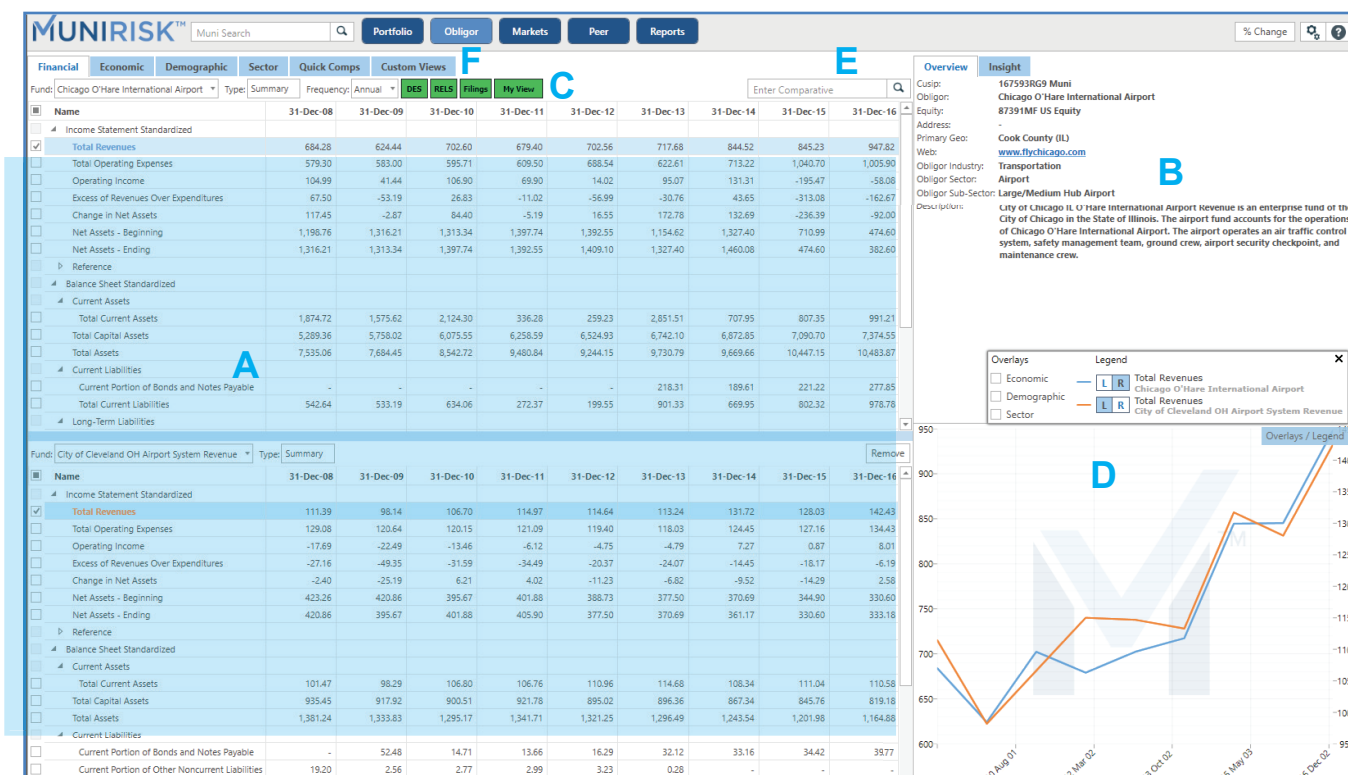 MUNIRISK™ Muni Search Portfolio Obligor Markets Peer Reports % Change ?
Financial Economic Demographic Sector Quick Comps Custom Views F E
Fund: Chicago O'Hare International Airport Type: Summary Frequency: Annual DES RELS Filings My View C Enter Comparative
Name 31-Dec-08 31-Dec-09 31-Dec-10 31-Dec-11 31-Dec-12 31-Dec-13 31-Dec-14 31-Dec-15 31-Dec-16
Income Statement Standardized
Total Revenues 684.28 624.44 702.60 679.40 702.56 717.68 844.52 845.23 947.82
Total Operating Expenses 579.30 583.00 595.71 609.50 688.54 622.61 713.22 1,040.70 1,005.90
Operating Income 104.99 41.44 106.90 69.90 14.02 95.07 131.31 -195.47 -58.08
Excess of Revenues Over Expenditures 67.50 -53.19 26.83 -11.02 -56.99 -30.76 43.65 -313.08 -162.67
Change in Net Assets 117.45 -2.87 84.40 -5.19 16.55 172.78 132.69 -236.39 -92.00
Net Assets - Beginning 1,198.76 1,316.21 1,313.34 1,397.74 1,392.55 1,154.62 1,327.40 710.99 474.60
Net Assets - Ending 1,316.21 1,313.34 1,397.74 1,392.55 1,409.10 1,327.40 1,460.08 474.60 382.60
Reference
Balance Sheet Standardized
Current Assets
Total Current Assets 1,874.72 1,575.62 2,124.30 336.28 259.23 2,851.51 707.95 807.35 991.21
Total Capital Assets 5,289.36 5,758.02 6,075.55 6,258.59 6,524.93 6,742.10 6,872.85 7,090.70 7,374.55
Total Assets 7,535.06 7,684.45 8,542.72 9,480.84 9,244.15 9,730.79 9,669.66 10,447.15 10,483.87
A
Current Liabilities
Current Portion of Bonds and Notes Payable - - - - - 218.31 189.61 221.22 277.85
Total Current Liabilities 542.64 533.19 634.06 272.37 199.55 901.33 669.95 802.32 978.78
Long-Term Liabilities
Fund: City of Cleveland OH Airport System Revenue Type: Summary Remove
Name 31-Dec-08 31-Dec-09 31-Dec-10 31-Dec-11 31-Dec-12 31-Dec-13 31-Dec-14 31-Dec-15 31-Dec-16
Income Statement Standardized
Total Revenues 111.39 98.14 106.70 114.97 114.64 113.24 131.72 128.03 142.43
Total Operating Expenses 129.08 120.64 120.15 121.09 119.40 118.03 124.45 127.16 134.43
Operating Income -17.69 -22.49 -13.46 -6.12 -4.75 -4.79 7.27 0.87 8.01
Excess of Revenues Over Expenditures -27.16 -49.35 -31.59 -34.49 -20.37 -24.07 -14.45 -18.17 -6.19
Change in Net Assets -2.40 -25.19 6.21 4.02 -11.23 -6.82 -9.52 -14.29 2.58
Net Assets - Beginning 423.26 420.86 395.67 401.88 388.73 377.50 370.69 344.90 330.60
Net Assets - Ending 420.86 395.67 401.88 405.90 377.50 370.69 361.17 330.60 333.18
Reference
Balance Sheet Standardized
Current Assets
Total Current Assets 101.47 98.29 106.80 106.76 110.96 114.68 108.34 111.04 110.58
Total Capital Assets 935.45 917.92 900.51 921.78 895.02 896.36 867.34 845.76 819.18
Total Assets 1,381.24 1,333.83 1,295.17 1,341.71 1,321.25 1,296.49 1,243.54 1,201.98 1,164.88
Current Liabilities
Current Portion of Bonds and Notes Payable - 52.48 14.71 13.66 16.29 32.12 33.16 34.42 39.77
Current Portion of Other Noncurrent Liabilities 19.20 2.56 2.77 2.99 3.23 0.28 - - -
Overview Insight
Cusip: 167593RG9 Muni
Obligor: Chicago O'Hare International Airport
Equity: 87391MF US Equity
Address: -
Primary Geo: Cook County (IL)
Web: www.flychicago.com
Obligor Industry: Transportation
Obligor Sector: Airport
B
Obligor Sub-Sector: Large/Medium Hub Airport
Description: City of Chicago IL O'Hare International Airport Revenue is an enterprise fund of the
City of Chicago in the State of Illinois. The airport fund accounts for the operations
of Chicago O'Hare International Airport. The airport operates an air traffic control
system, safety management team, ground crew, airport security checkpoint, and
maintenance crew.
Overlays Legend X
Economic L R Total Revenues
Chicago O'Hare International Airport
Demographic L R Total Revenues
City of Cleveland OH Airport System Revenue
Sector
Overlays / Legend
D
950
900
850
800
750
700
650
600
TM